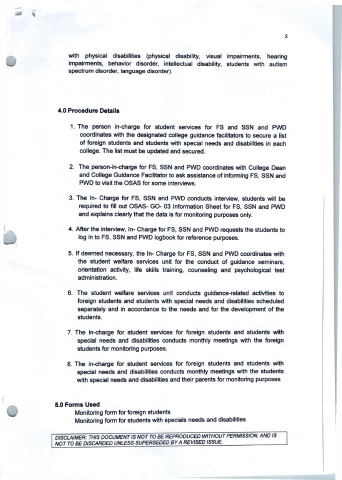 2
with physical disabilities (physical disability, visual impairments, hearing
impairments, behavior disorder, intellectual disability, students with autism
spectrum disorder, language disorder).
4.0 Procedure Details
1. The person in-charge for student services for FS and SSN and PWD
coordinates with the designated college guidance facilitators to secure a list
of foreign students and students with special needs and disabilities in each
college. The list must be updated and secured.
2. The person-in-charge for FS, SSN and PWD coordinates with College Dean
and College Guidance Facilitator to ask assistance of informing FS, SSN and
PWD to visit the OSAS for some interviews.
3. The In- Charge for FS, SSN and PWD conducts interview, students will be
required to fill out OSAS- GO- 03 Information Sheet for FS, SSN and PWD
and explains clearly that the data is for monitoring purposes only.
4. After the interview, In- Charge for FS, SSN and PWD requests the students to
log in to FS, SSN and PWD logbook for reference purposes.
5. If deemed necessary, the In- Charge for FS, SSN and PWD coordinates with
the student welfare services unit for the conduct of guidance seminars,
orientation activity, life skills training, counseling and psychological test
administration.
6. The student welfare services unit conducts guidance-related activities to
foreign students and students with special needs and disabilities scheduled
separately and in accordance to the needs and for the development of the
students.
7. The in-charge for student services for foreign students and students with
special needs and disabilities conducts monthly meetings with the foreign
students for monitoring purposes.
8. The in-charge for student services for foreign students and students with
special needs and disabilities conducts monthly meetings with the students
with special needs and disabilities and their parents for monitoring purposes
5.0 Forms Used
Monitoring form for foreign students
Monitoring form for students with specials needs and disabilities
DISCLAIMER: THIS DOCUMENT IS NOT TO BE REPRODUCED WITHOUT PERMISSION, AND IS
NOT TO BE DISCARDED UNLESS SUPERSEDED BY A REVISED ISSUE.